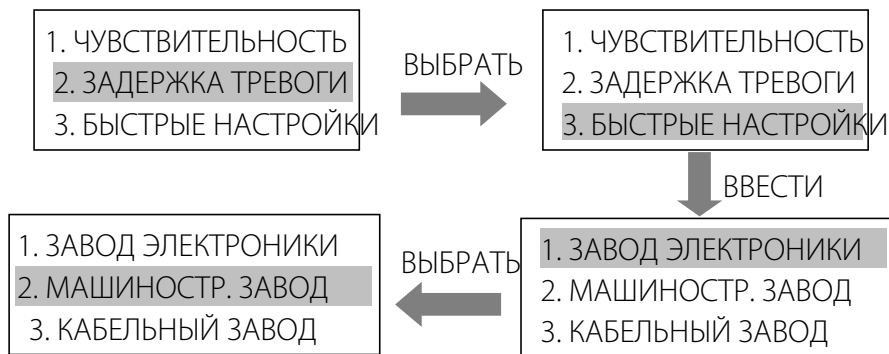 1. ЧУВСТВИТЕЛЬНОСТЬ
2. ЗАДЕРЖКА ТРЕВОГИ
3. БЫСТРЫЕ НАСТРОЙКИ
ВЫБРАТЬ
1. ЧУВСТВИТЕЛЬНОСТЬ
2. ЗАДЕРЖКА ТРЕВОГИ
3. БЫСТРЫЕ НАСТРОЙКИ
ВВЕСТИ
1. ЗАВОД ЭЛЕКТРОНИКИ
2. МАШИНОСТР. ЗАВОД
3. КАБЕЛЬНЫЙ ЗАВОД
ВЫБРАТЬ
1. ЗАВОД ЭЛЕКТРОНИКИ
2. МАШИНОСТР. ЗАВОД
3. КАБЕЛЬНЫЙ ЗАВОД